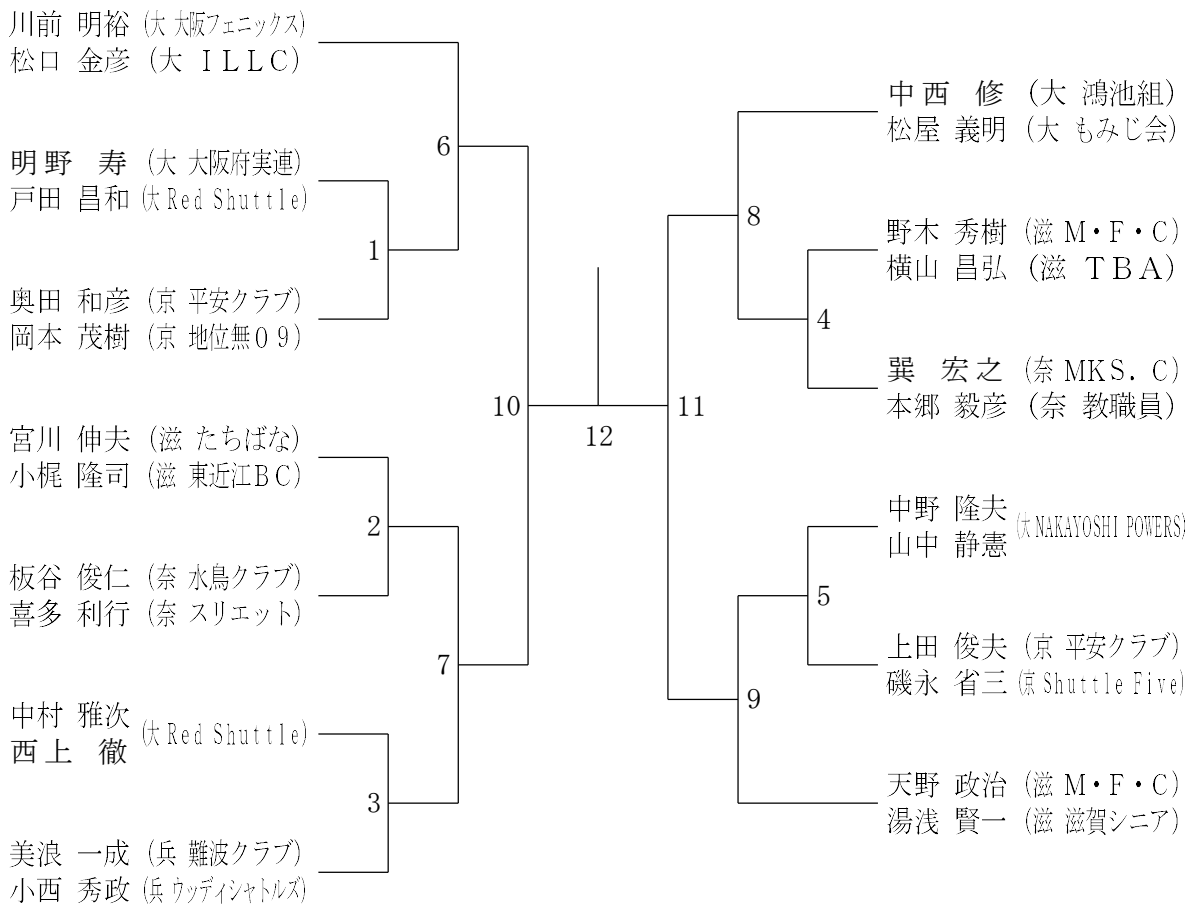 川前 明裕 (大 大阪フェニックス)
松口 金彦 (大 ＩＬＬＣ)
明野 寿 (大 大阪府実連)
戸田 昌和 (大 Red Shuttle)
奥田 和彦 (京 平安クラブ)
岡本 茂樹 (京 地位無０９)
宮川 伸夫 (滋 たちばな)
小梶 隆司 (滋 東近江ＢＣ)
板谷 俊仁 (奈 水鳥クラブ)
喜多 利行 (奈 スリエット)
中村 雅次
西上 徹
(大 Red Shuttle)
美浪 一成 (兵 難波クラブ)
小西 秀政 (兵 ウッディシャトルズ)
6
1
2
7
3
10
12
11
8
4
5
9
中西 修 (大 鴻池組)
松屋 義明 (大 もみじ会)
野木 秀樹 (滋 Ｍ・Ｆ・Ｃ)
横山 昌弘 (滋 ＴＢＡ)
巽 宏之 (奈 ＭＫＳ．Ｃ)
本郷 毅彦 (奈 教職員)
中野 隆夫
山中 静憲
(大 NAKAYOSHI POWERS)
上田 俊夫 (京 平安クラブ)
磯永 省三 (京 Shuttle Five)
天野 政治 (滋 Ｍ・Ｆ・Ｃ)
湯浅 賢一 (滋 滋賀シニア)